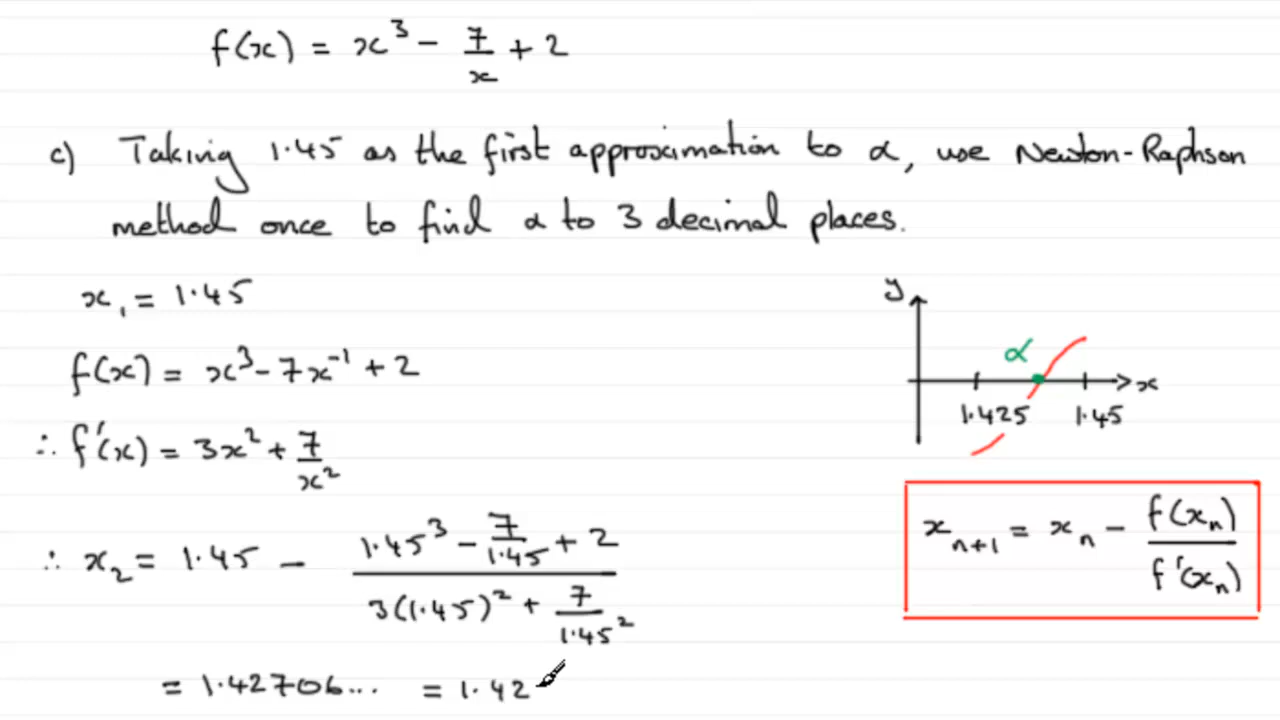 f(x) = x³ - 7/x + 2
c) Taking 1·45 as the first approximation to α, use Newton-Raphson
method once to find α to 3 decimal places.
x₁ = 1·45
f(x) = x³ - 7x⁻¹ + 2
∴ f'(x) = 3x² + 7/x²
∴ x₂ = 1·45 - (1·45³ - 7/1·45 + 2)/(3(1·45)² + 7/1·45²)
= 1·42706... = 1·42
y
α
x
1·425 1·45
xₙ₊₁ = xₙ - f(xₙ)/f'(xₙ)